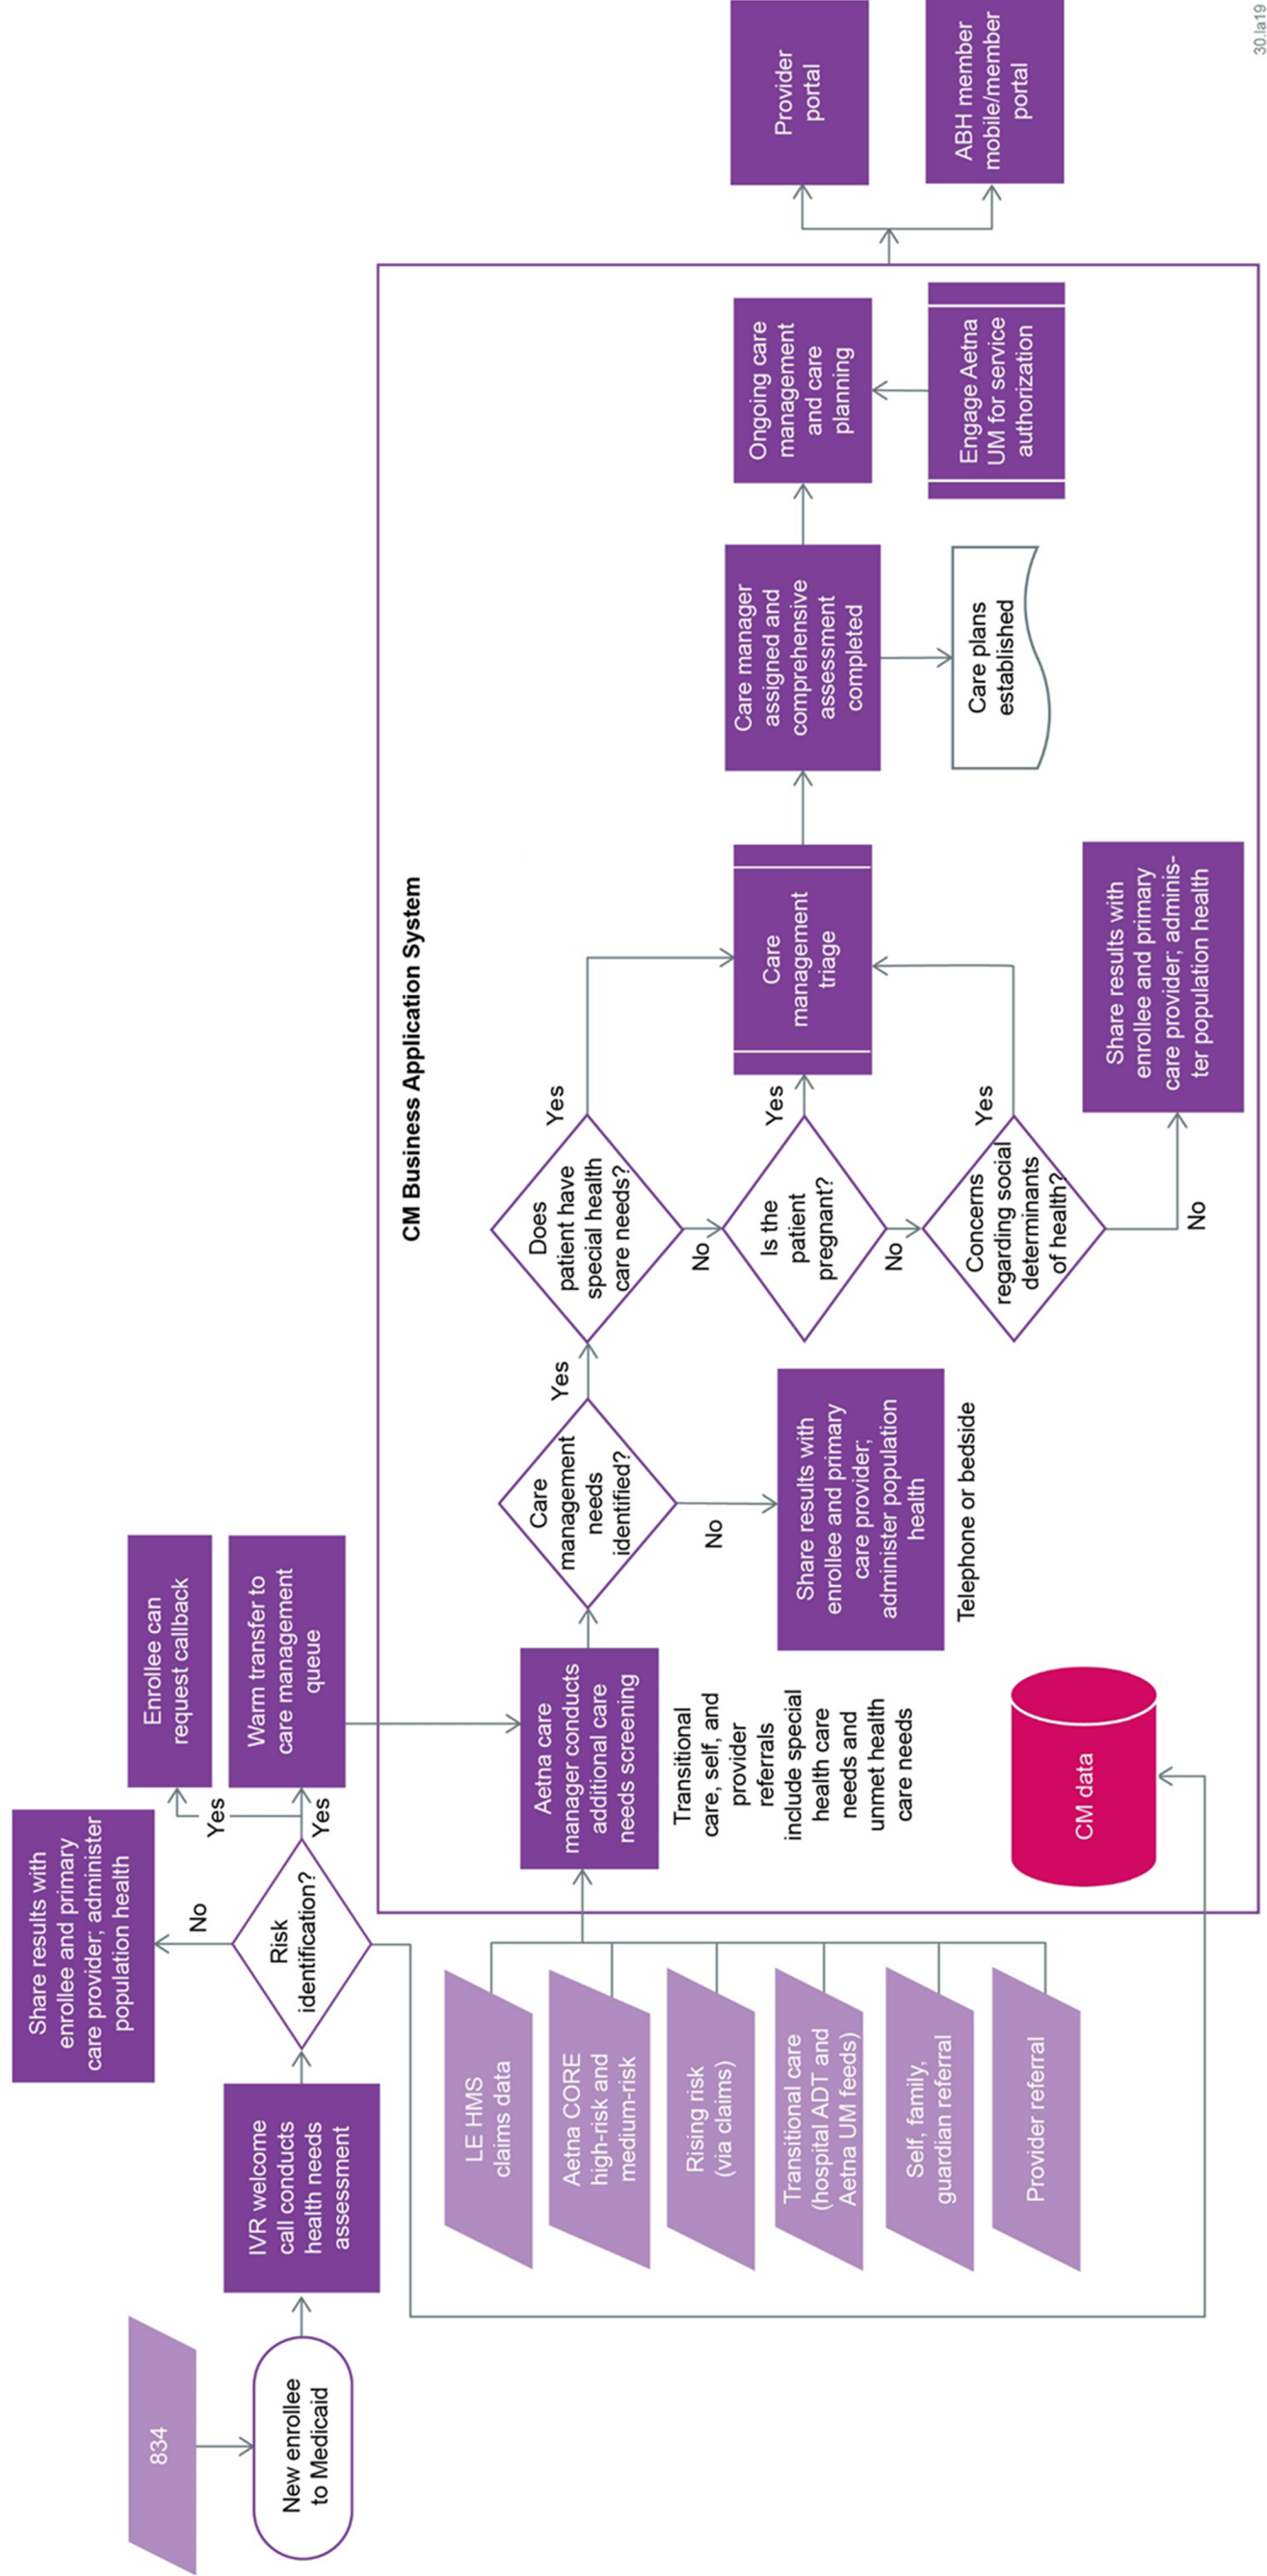 834
New enrollee
to Medicaid
IVR welcome
call conducts
health needs
assessment
Risk
identification?
No
Share results with
enrollee and primary
care provider; administer
population health
Yes
Enrollee can
request callback
Yes
Warm transfer to
care management
queue
LE HMS
claims data
Aetna CORE
high-risk and
medium-risk
Rising risk
(via claims)
Transitional care
(hospital ADT and
Aetna UM feeds)
Self, family,
guardian referral
Provider referral
CM Business Application System
Aetna care
manager conducts
additional care
needs screening
Transitional
care, self, and
provider
referrals
include special
health care
needs and
unmet health
care needs
CM data
Care
management
needs
identified?
No
Share results with
enrollee and primary
care provider;
administer population
health
Telephone or bedside
Yes
Does
patient have
special health
care needs?
Yes
No
Is the
patient
pregnant?
Yes
No
Concerns
regarding social
determinants
of health?
Yes
No
Share results with
enrollee and primary
care provider; adminis-
ter population health
Care
management
triage
Care manager
assigned and
comprehensive
assessment
completed
Care plans
established
Ongoing care
management
and care
planning
Engage Aetna
UM for service
authorization
Provider
portal
ABH member
mobile/member
portal
30.la19